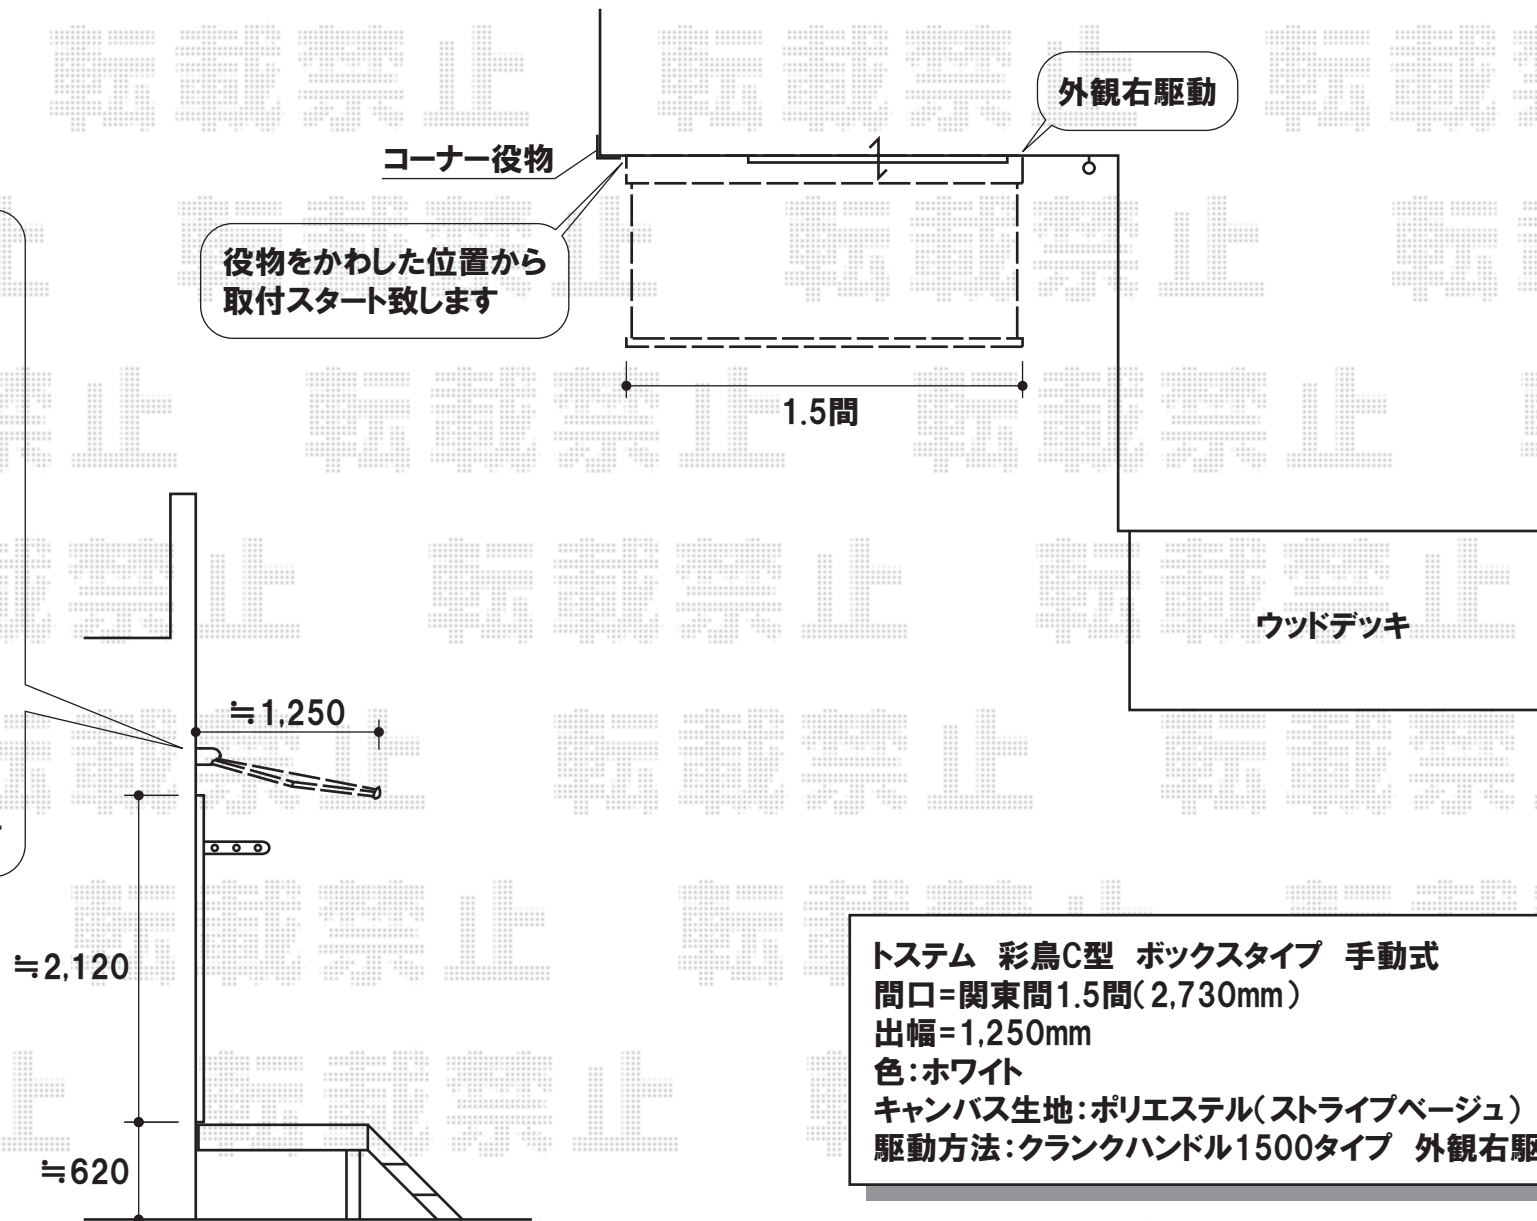 外観右駆動
コーナー役物
役物をかわした位置から
取付スタート致します
1.5間
ウッドデッキ
≒1,250
≒2,120
≒620
トステム 彩鳥C型 ボックスタイプ 手動式
間口=関東間1.5間(2,730mm)
出幅=1,250mm
色:ホワイト
キャンバス生地:ポリエステル(ストライプベージュ)
駆動方法:クランクハンドル1500タイプ 外観右駆
転載禁止